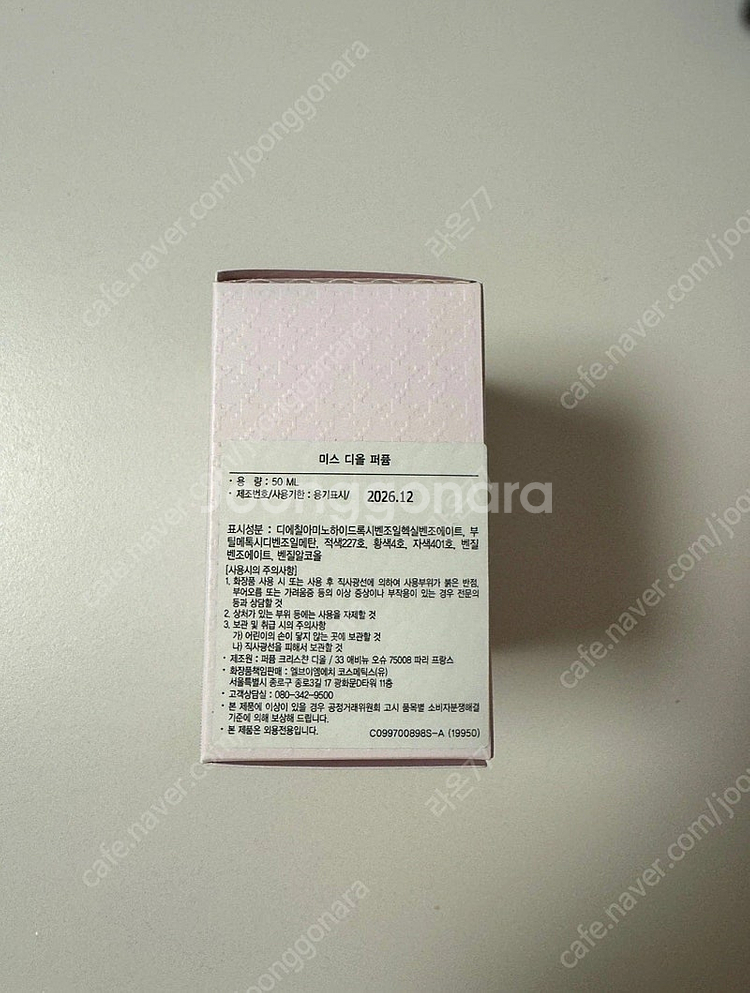 미스 디올 퍼퓸
· 용 량 : 50 ML
· 제조번호/사용기한 : 용기표시/ 2026.12
표시성분 : 디에칠아미노하이드록시벤조일헥실벤조에이트, 부
틸메톡시디벤조일메탄, 적색227호, 황색4호, 자색401호, 벤질
벤조에이트, 벤질알코올
[사용시의 주의사항]
1. 화장품 사용 시 또는 사용 후 직사광선에 의하여 사용부위가 붉은 반점,
부어오름 또는 가려움증 등의 이상 증상이나 부작용이 있는 경우 전문의
등과 상담할 것
2. 상처가 있는 부위 등에는 사용을 자제할 것
3. 보관 및 취급 시의 주의사항
가) 어린이의 손이 닿지 않는 곳에 보관할 것
나) 직사광선을 피해서 보관할 것
· 제조원 : 퍼퓸 크리스챤 디올 / 33 애비뉴 오슈 75008 파리 프랑스
· 화장품책임판매 : 엘브이엠에치 코스메틱스(유)
서울특별시 종로구 종로3길 17 광화문D타워 11층
· 고객상담실 : 080-342-9500
· 본 제품에 이상이 있을 경우 공정거래위원회 고시 품목별 소비자분쟁해결
기준에 의해 보상해 드립니다.
· 본 제품은 외용전용입니다.
C099700898S-A (19950)
joonggonara
cafe.naver.com/joonggonara
라온77